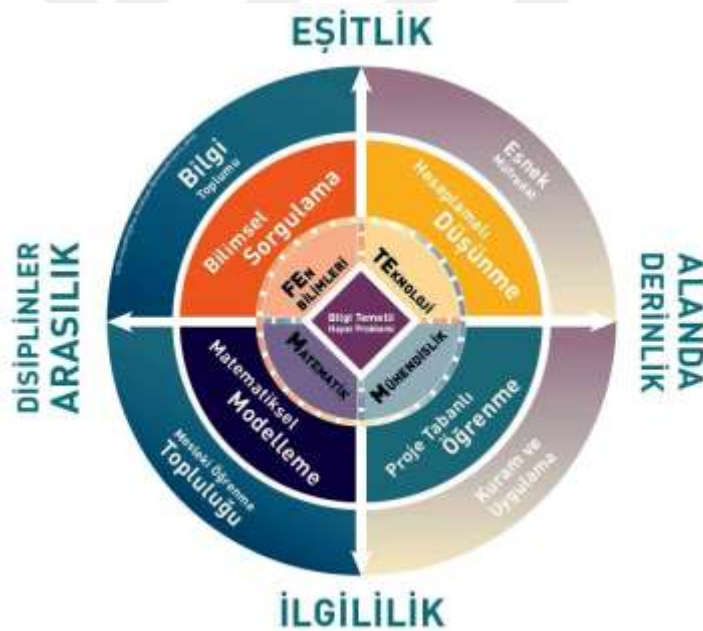 EŞİTLİK
Bilgi
Toplumu
Esnek
Müfredat
Bilimsel
Sorgulama
Hesaplamalı
Düşünme
FEN
BİLİMLERİ
TEKNOLOJİ
DİSİPLİNLER
ARASILIK
Bilgi Temelli
Hayat Problemi
ALANDA
DERİNLİK
MATEMATİK
MÜHENDİSLİK
Matematiksel
Modelleme
Proje Tabanlı
Öğrenme
Mesleki Öğrenme
Topluluğu
Kuram ve
Uygulama
İLGİLİLİK